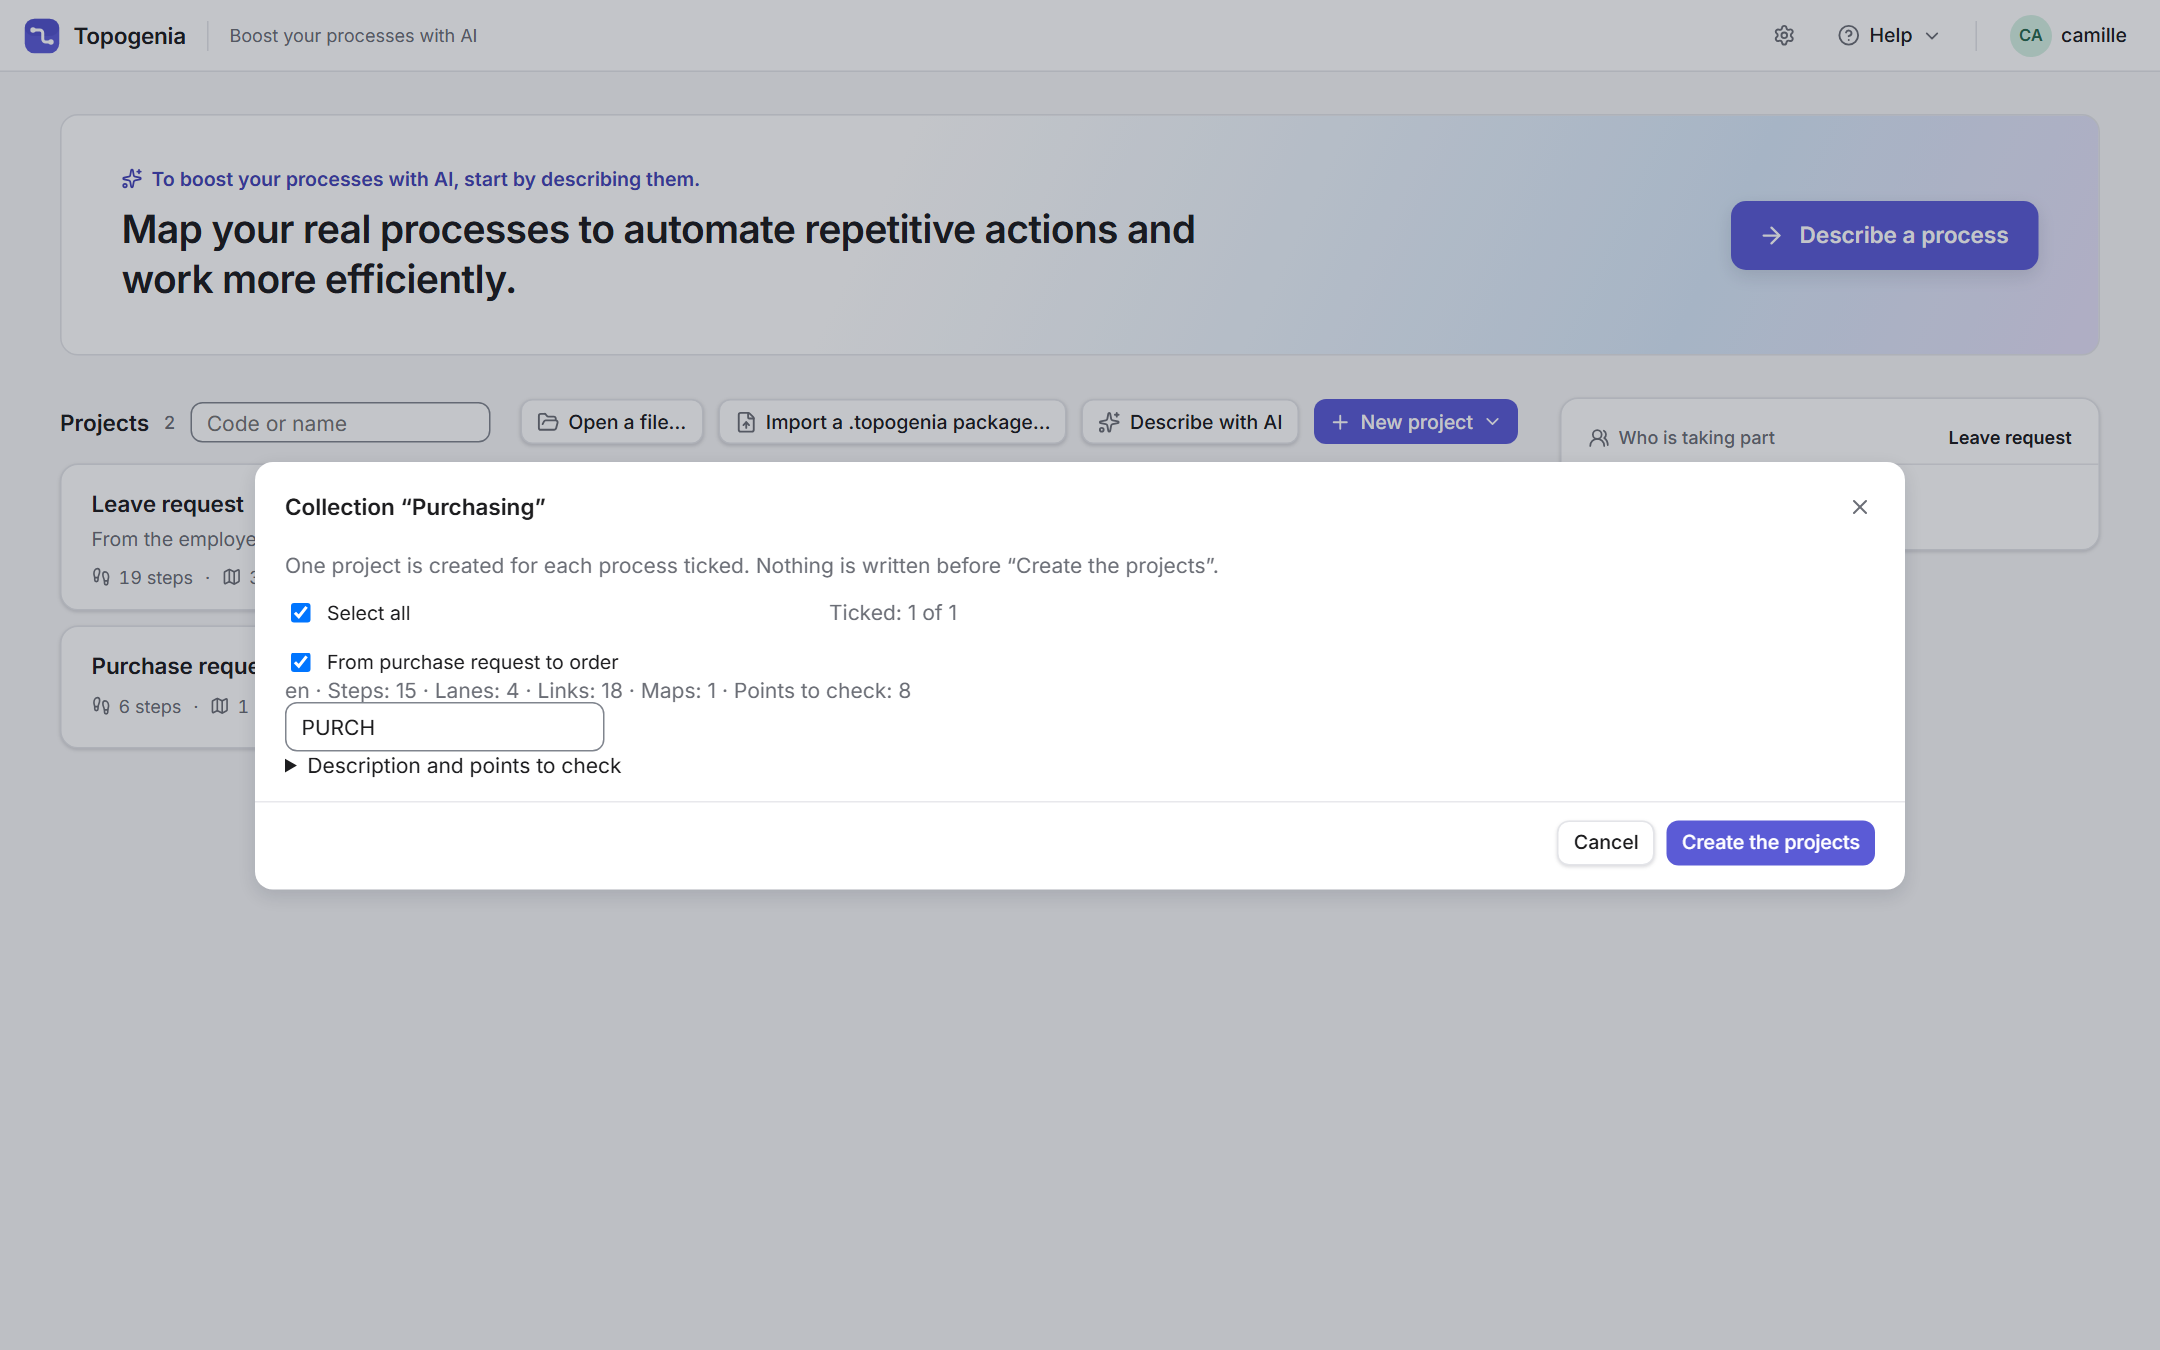 Topogenia
Boost your processes with AI
Help
CA
camille
To boost your processes with AI, start by describing them.
Map your real processes to automate repetitive actions and
work more efficiently.
Describe a process
Projects 2
Code or name
Open a file...
Import a .topogenia package...
Describe with AI
New project
Who is taking part
Leave request
Leave request
From the employe
19 steps ·
Purchase reque
6 steps · 1
Collection “Purchasing”
One project is created for each process ticked. Nothing is written before “Create the projects”.
Select all
Ticked: 1 of 1
From purchase request to order
en · Steps: 15 · Lanes: 4 · Links: 18 · Maps: 1 · Points to check: 8
PURCH
Description and points to check
Cancel
Create the projects